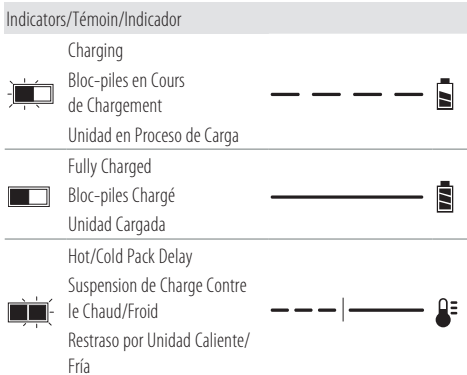 Indicators/Témoin/Indicador
Charging
Bloc-piles en Cours
de Chargement
Unidad en Proceso de Carga
Fully Charged
Bloc-piles Chargé
Unidad Cargada
Hot/Cold Pack Delay
Suspension de Charge Contre
le Chaud/Froid
Restraso por Unidad Caliente/
Fría